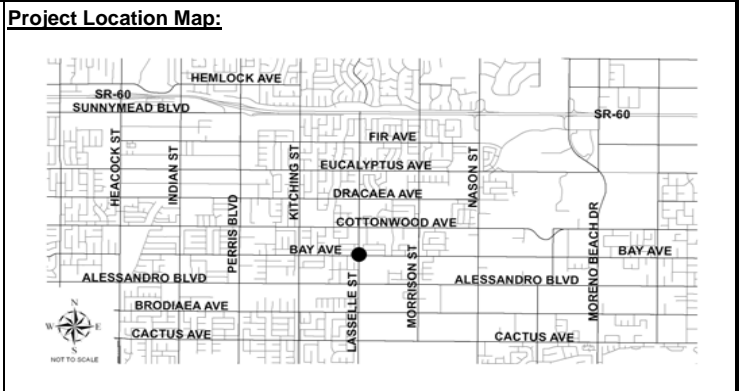 Project Location Map:
HEMLOCK AVE
SR-60
SUNNYMEAD BLVD
SR-60
FIR AVE
HEACOCK ST
INDIAN ST
PERRIS BLVD
KITCHING ST
EUCALYPTUS AVE
NASON ST
DRACAEA AVE
COTTONWOOD AVE
MORENO BEACH DR
BAY AVE
BAY AVE
LASSELLE ST
MORRISON ST
ALESSANDRO BLVD
ALESSANDRO BLVD
BRODIAEA AVE
CACTUS AVE
CACTUS AVE
N
W
E
S
NOT TO SCALE